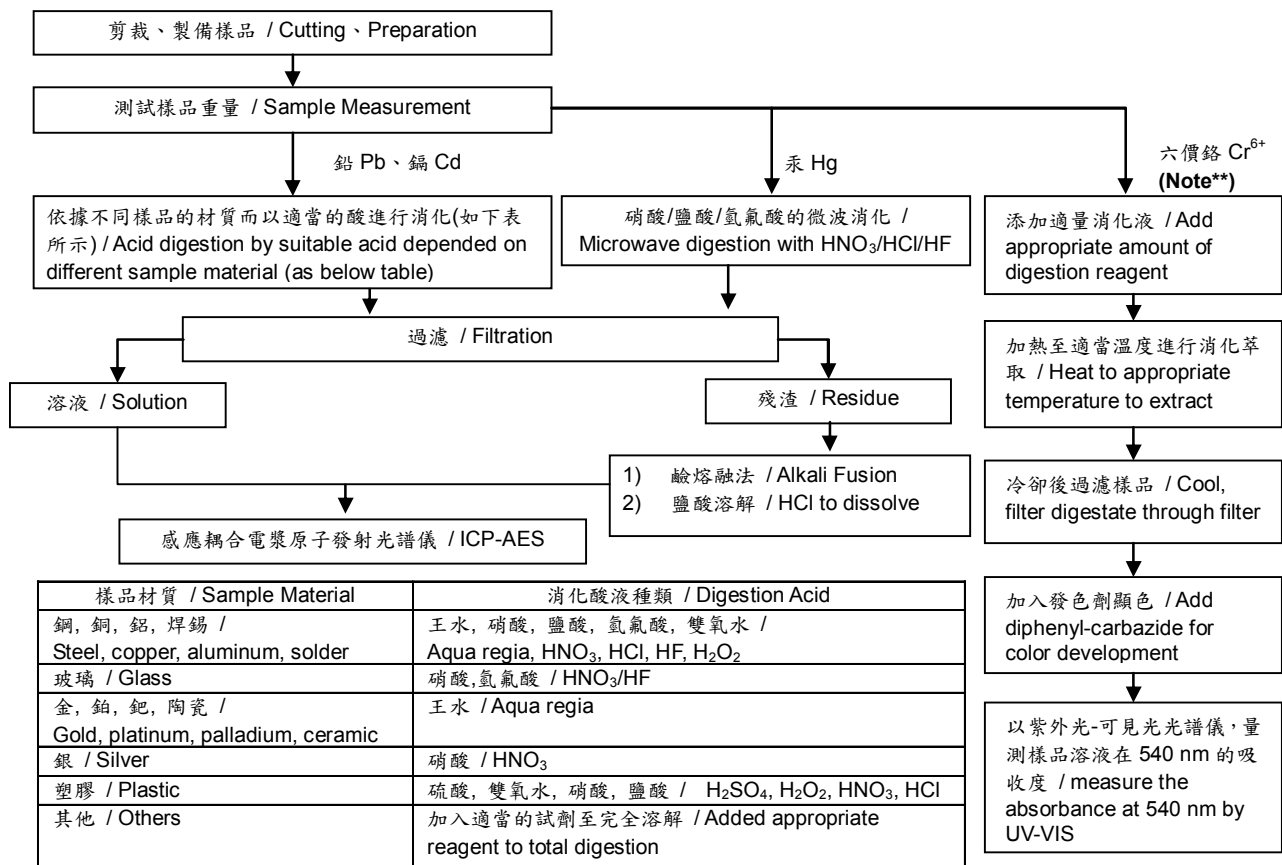 剪裁、製備樣品 / Cutting、Preparation
測試樣品重量 / Sample Measurement
鉛 Pb、鎘 Cd
汞 Hg
六價鉻 Cr⁶⁺
(Note**)
依據不同樣品的材質而以適當的酸進行消化(如下表
所示) / Acid digestion by suitable acid depended on
different sample material (as below table)
硝酸/鹽酸/氫氟酸的微波消化 /
Microwave digestion with HNO₃/HCl/HF
過濾 / Filtration
溶液 / Solution
殘渣 / Residue
1) 鹼熔融法 / Alkali Fusion
2) 鹽酸溶解 / HCl to dissolve
感應耦合電漿原子發射光譜儀 / ICP-AES
添加適量消化液 / Add
appropriate amount of
digestion reagent
加熱至適當溫度進行消化萃
取 / Heat to appropriate
temperature to extract
冷卻後過濾樣品 / Cool,
filter digestate through filter
加入發色劑顯色 / Add
diphenyl-carbazide for
color development
以紫外光-可見光光譜儀，量
測樣品溶液在 540 nm 的吸
收度 / measure the
absorbance at 540 nm by
UV-VIS
樣品材質 / Sample Material
消化酸液種類 / Digestion Acid
鋼, 銅, 鋁, 焊錫 /
Steel, copper, aluminum, solder
王水, 硝酸, 鹽酸, 氫氟酸, 雙氧水 /
Aqua regia, HNO₃, HCl, HF, H₂O₂
玻璃 / Glass
硝酸,氫氟酸 / HNO₃/HF
金, 鉑, 鈀, 陶瓷 /
Gold, platinum, palladium, ceramic
王水 / Aqua regia
銀 / Silver
硝酸 / HNO₃
塑膠 / Plastic
硫酸, 雙氧水, 硝酸, 鹽酸 / H₂SO₄, H₂O₂, HNO₃, HCl
其他 / Others
加入適當的試劑至完全溶解 / Added appropriate
reagent to total digestion